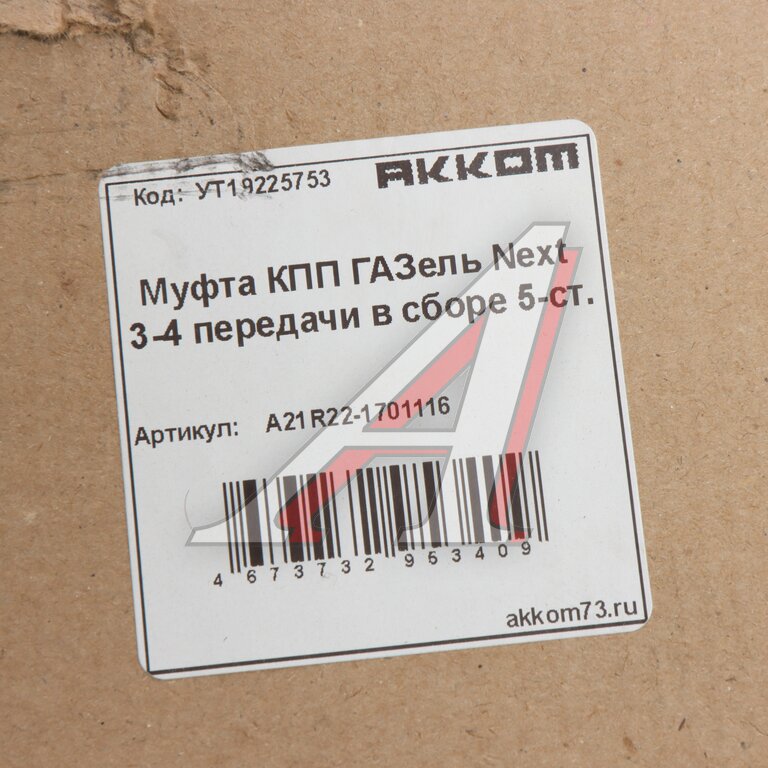 Код: УТ19225753
AKKOM
Муфта КПП ГАЗель Next
3-4 передачи в сборе 5-ст.
Артикул: A21R22-1701116
4 673732 953409
akkom73.ru